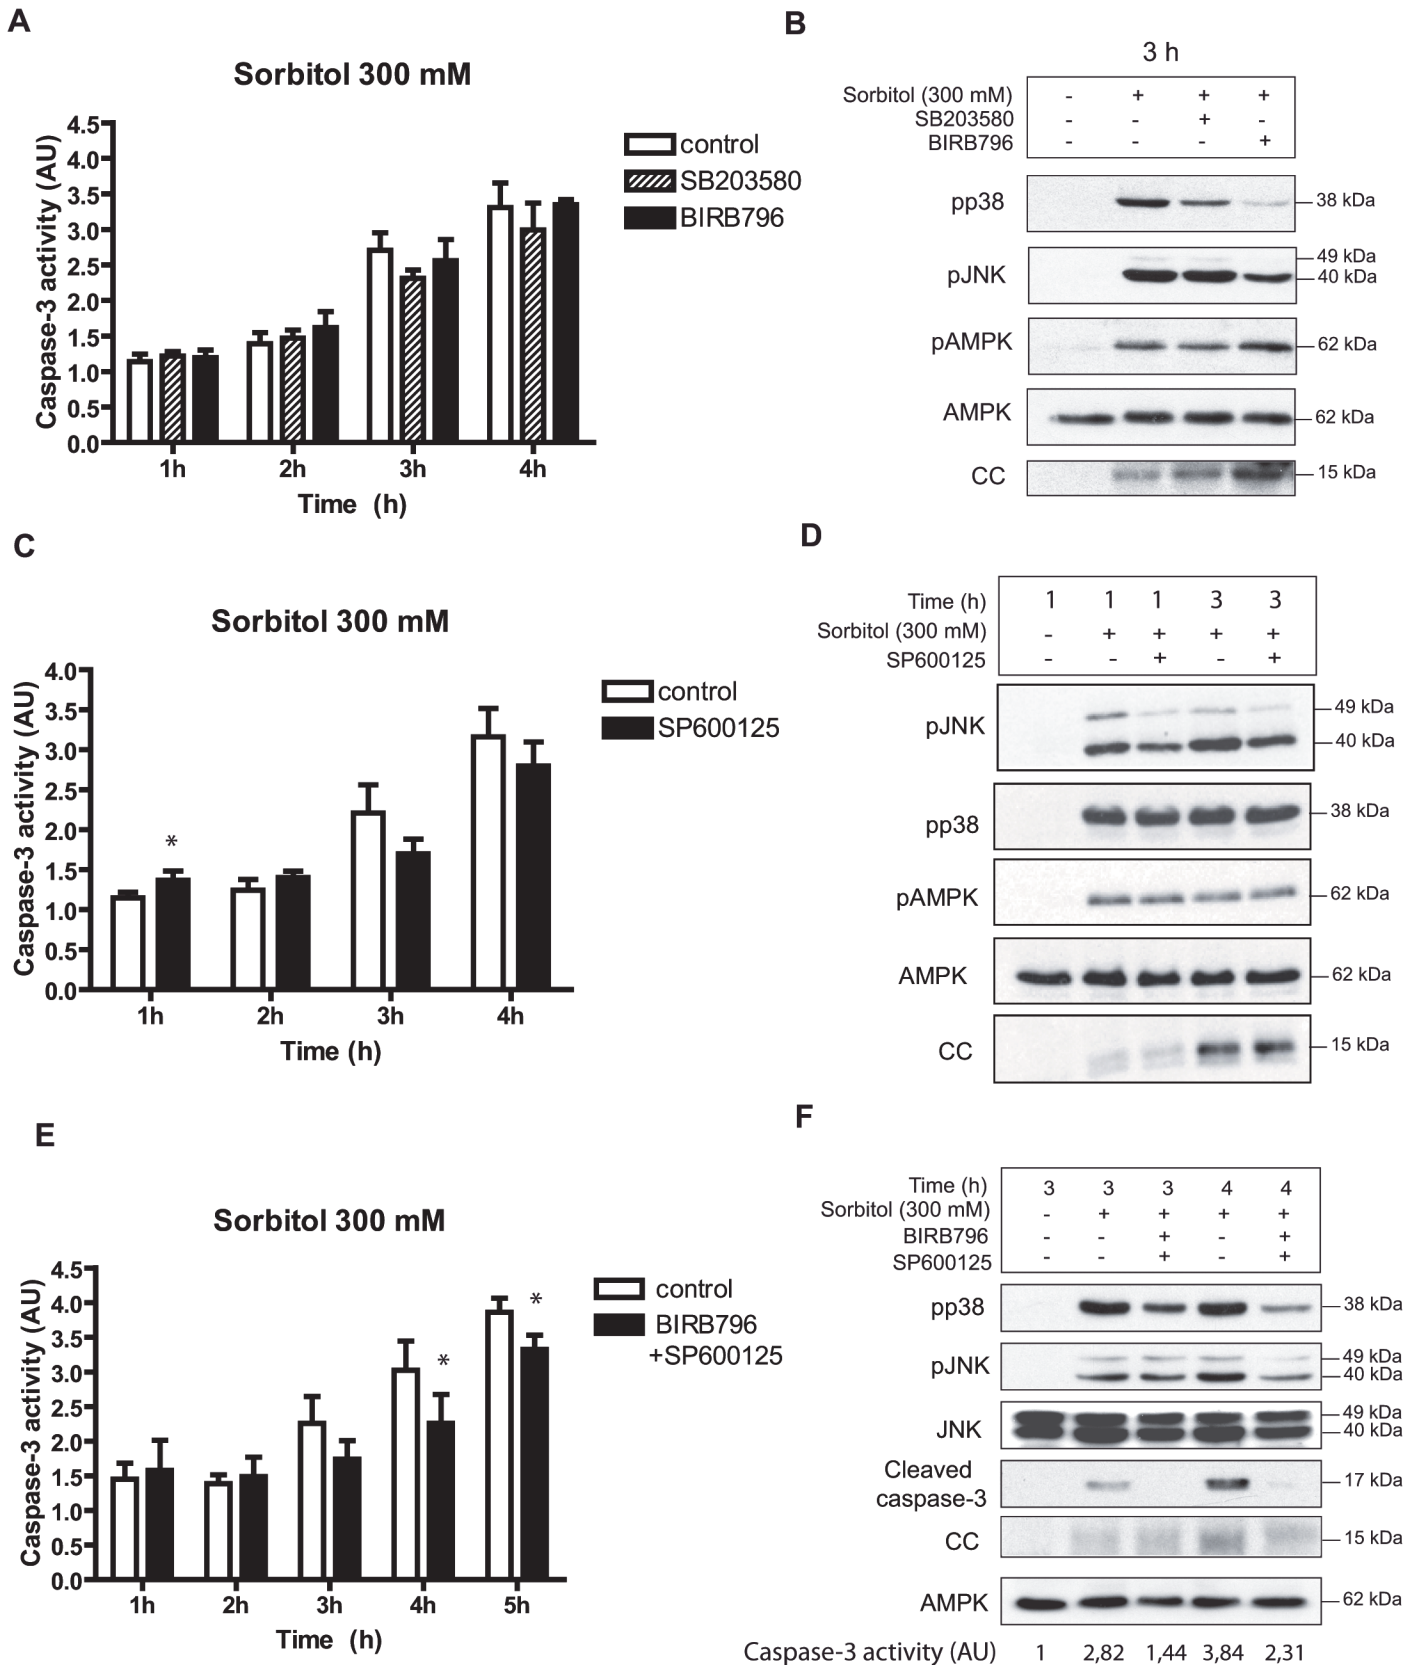 A
Sorbitol 300 mM
Caspase-3 activity (AU)
4.5
4.0
3.5
3.0
2.5
2.0
1.5
1.0
0.5
0.0
1h 2h 3h 4h
Time (h)
control
SB203580
BIRB796
B
3 h
Sorbitol (300 mM) - + + +
SB203580 - - + -
BIRB796 - - - +
pp38 38 kDa
pJNK 49 kDa
40 kDa
pAMPK 62 kDa
AMPK 62 kDa
CC 15 kDa
C
Sorbitol 300 mM
Caspase-3 activity (AU)
4.0
3.5
3.0
2.5
2.0
1.5
1.0
0.5
0.0
*
1h 2h 3h 4h
Time (h)
control
SP600125
D
Time (h) 1 1 1 3 3
Sorbitol (300 mM) - + + + +
SP600125 - - + - +
pJNK 49 kDa
40 kDa
pp38 38 kDa
pAMPK 62 kDa
AMPK 62 kDa
CC 15 kDa
E
Sorbitol 300 mM
Caspase-3 activity (AU)
4.5
4.0
3.5
3.0
2.5
2.0
1.5
1.0
0.5
0.0
* *
1h 2h 3h 4h 5h
Time (h)
control
BIRB796
+SP600125
F
Time (h) 3 3 3 4 4
Sorbitol (300 mM) - + + + +
BIRB796 - - + - +
SP600125 - - + - +
pp38 38 kDa
pJNK 49 kDa
40 kDa
JNK 49 kDa
40 kDa
Cleaved
caspase-3 17 kDa
CC 15 kDa
AMPK 62 kDa
Caspase-3 activity (AU) 1 2,82 1,44 3,84 2,31